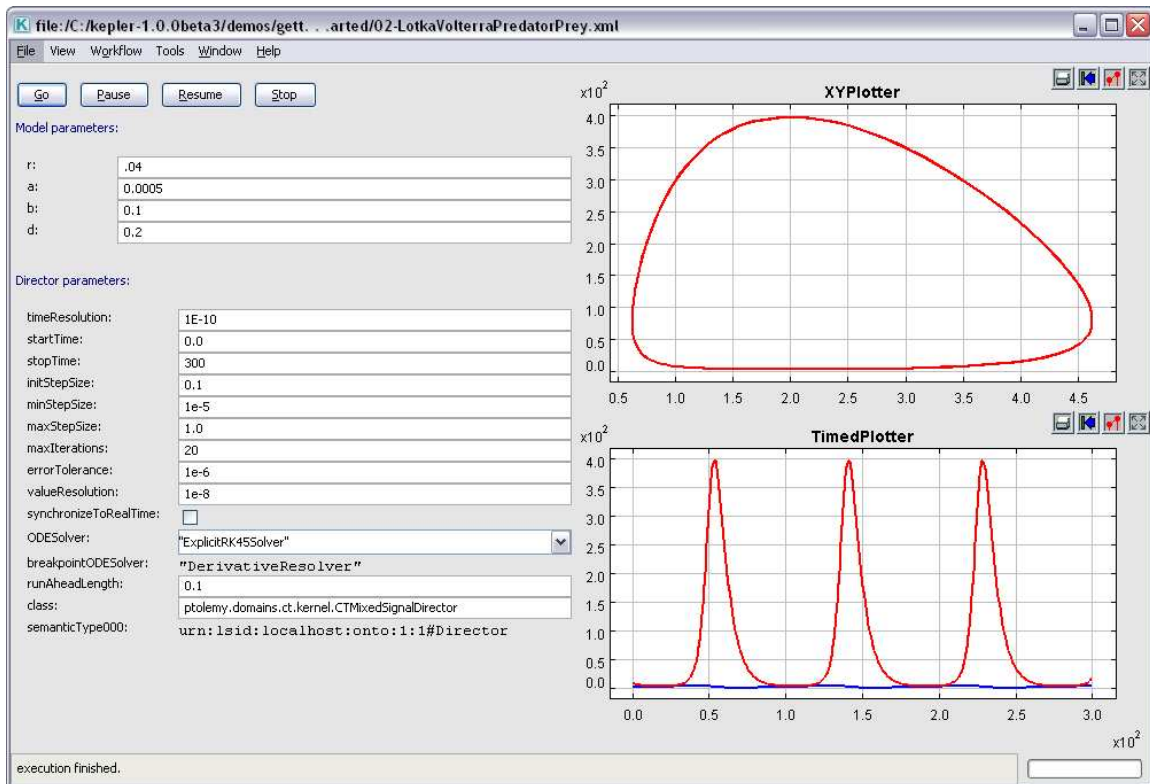 file:/C:/kepler-1.0.0beta3/demos/gett. . .arted/02-LotkaVolterraPredatorPrey.xml
File View Workflow Tools Window Help
Go Pause Resume Stop
Model parameters:
r: .04
a: 0.0005
b: 0.1
d: 0.2
Director parameters:
timeResolution: 1E-10
startTime: 0.0
stopTime: 300
initStepSize: 0.1
minStepSize: 1e-5
maxStepSize: 1.0
maxIterations: 20
errorTolerance: 1e-6
valueResolution: 1e-8
synchronizeToRealTime:
ODESolver: "ExplicitRK45Solver"
breakpointODESolver: "DerivativeResolver"
runAheadLength: 0.1
class: ptolemy.domains.ct.kernel.CTMixedSignalDirector
semanticType000: urn:lsid:localhost:onto:1:1#Director
XYPlotter
x10²
4.0
3.5
3.0
2.5
2.0
1.5
1.0
0.5
0.0
0.5 1.0 1.5 2.0 2.5 3.0 3.5 4.0 4.5
x10²
TimedPlotter
x10²
4.0
3.5
3.0
2.5
2.0
1.5
1.0
0.5
0.0
0.0 0.5 1.0 1.5 2.0 2.5 3.0
x10²
execution finished.